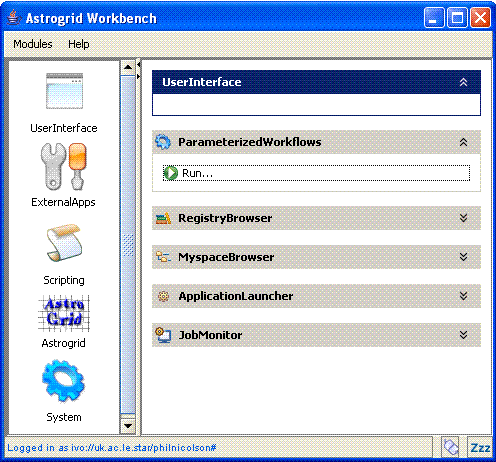 Astrogrid Workbench
Modules Help
UserInterface
ExternalApps
Scripting
Astro
Grid
Astrogrid
System
UserInterface
ParameterizedWorkflows
Run...
RegistryBrowser
MyspaceBrowser
ApplicationLauncher
JobMonitor
Logged in as ivo://uk.ac.le.star/philnicolson#
Zzz